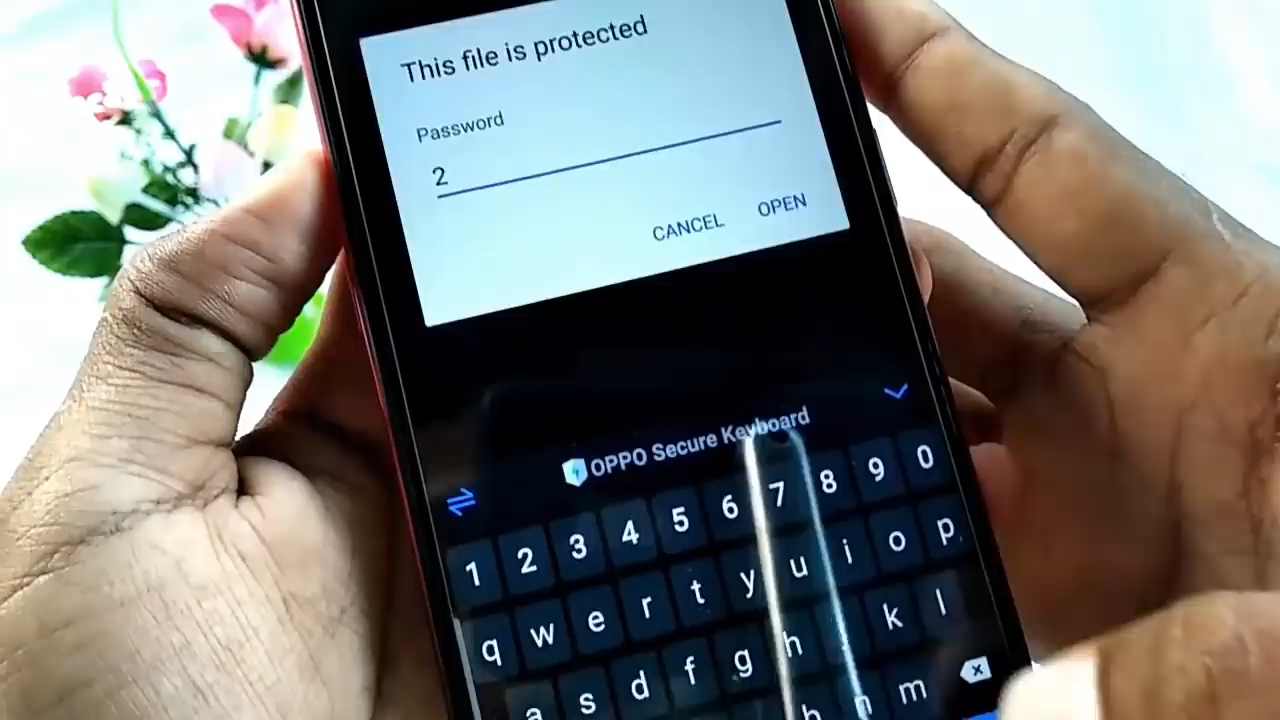 This file is protected
Password
2
CANCEL OPEN
OPPO Secure Keyboard
1 2 3 4 5 6 7 8 9 0
q w e r t y u i o p
a s d f g h k l
b n m